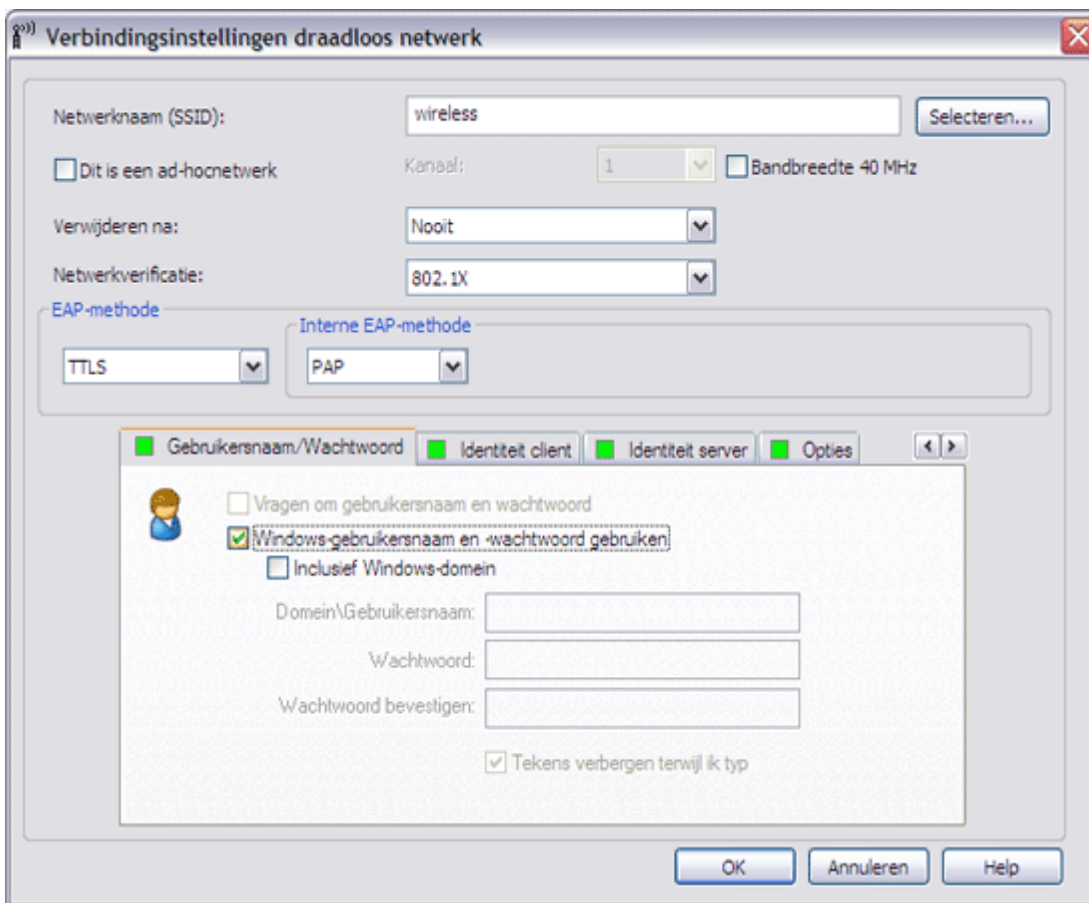 Verbindingsinstellingen draadloos netwerk
Netwerknaam (SSID): wireless Selecteren...
Dit is een ad-hocnetwerk Kanaal: 1 Bandbreedte 40 MHz
Verwijderen na: Nooit
Netwerkverificatie: 802.1X
EAP-methode
Interne EAP-methode
TTLS PAP
Gebruikersnaam/Wachtwoord Identiteit client Identiteit server Opties
Vragen om gebruikersnaam en wachtwoord
Windows-gebruikersnaam en -wachtwoord gebruiken
Inclusief Windows-domein
Domein\Gebruikersnaam:
Wachtwoord:
Wachtwoord bevestigen:
Tekens verbergen terwijl ik typ
OK Annuleren Help